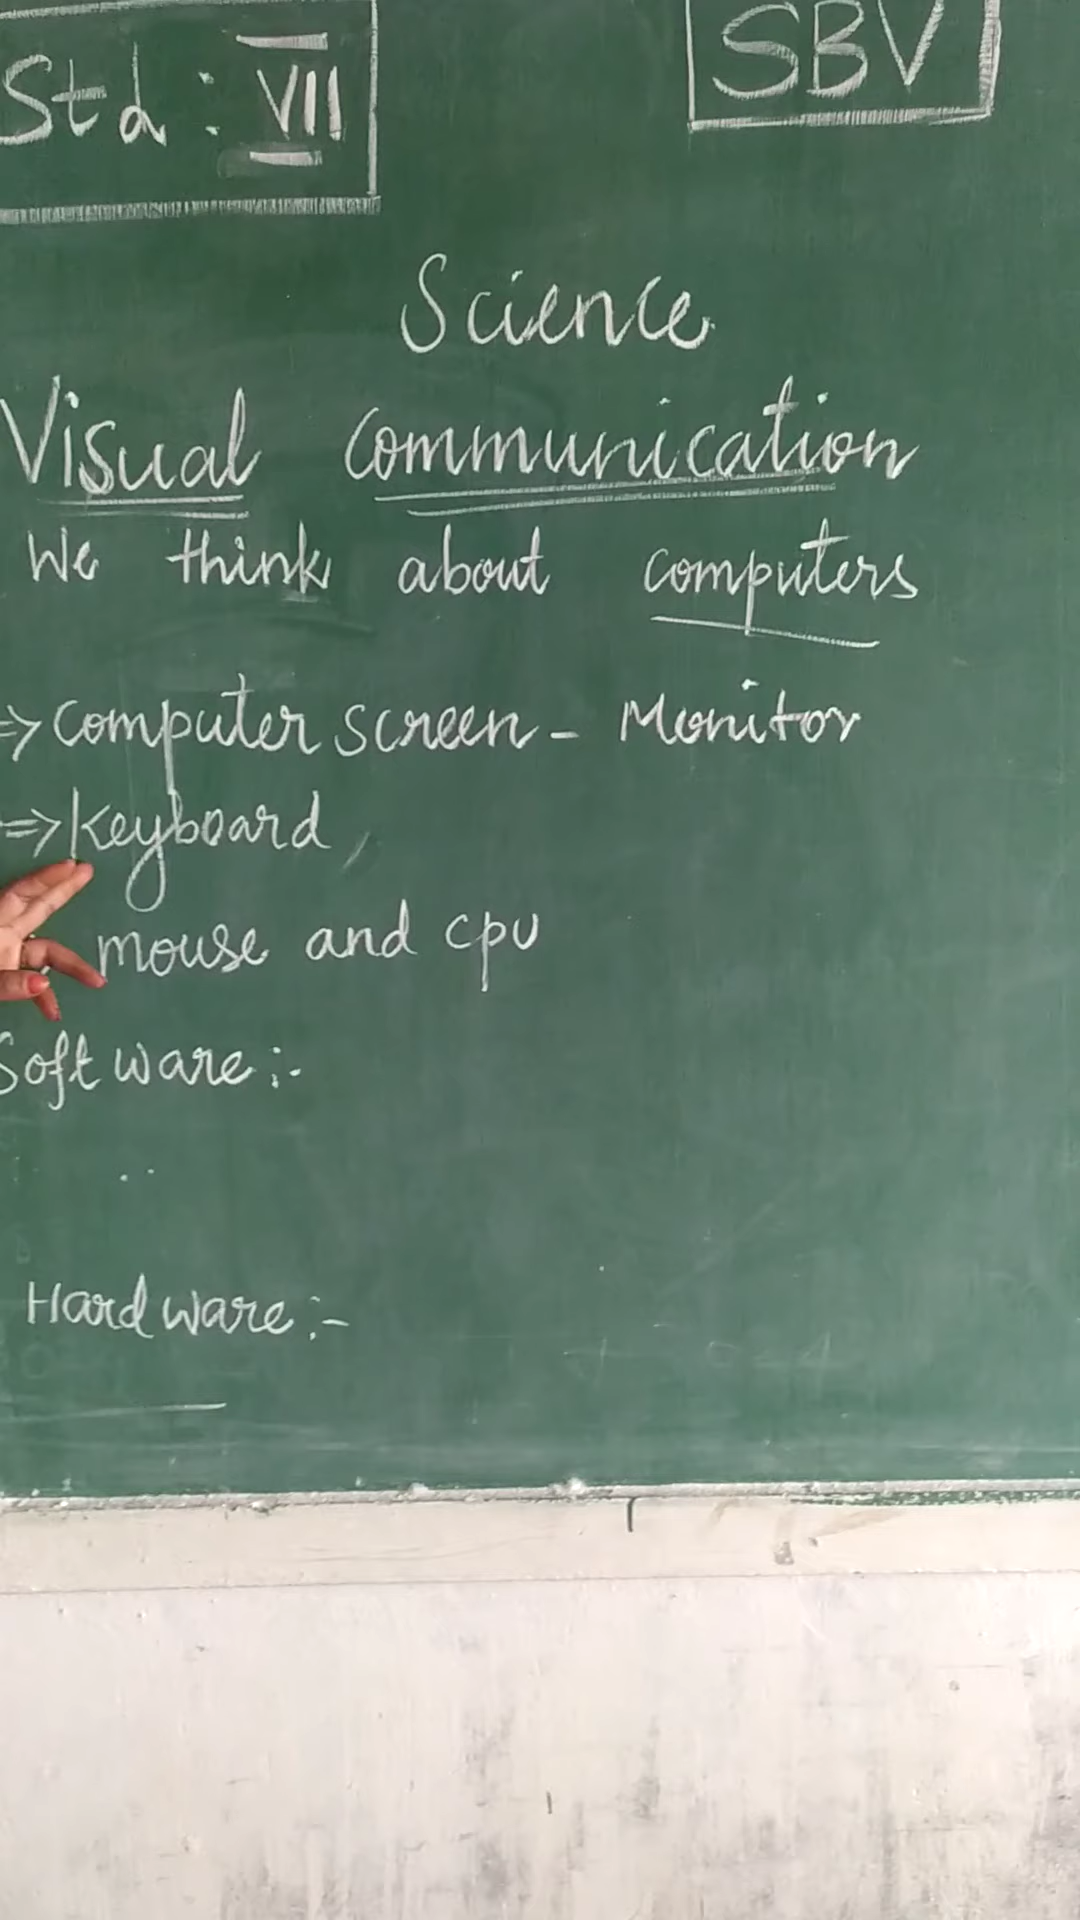 Std : VII
SBV
Science
Visual Communication
We think about computers
=> Computer screen - Monitor
=> Keyboard,
mouse and cpu
Software :-
Hardware :-